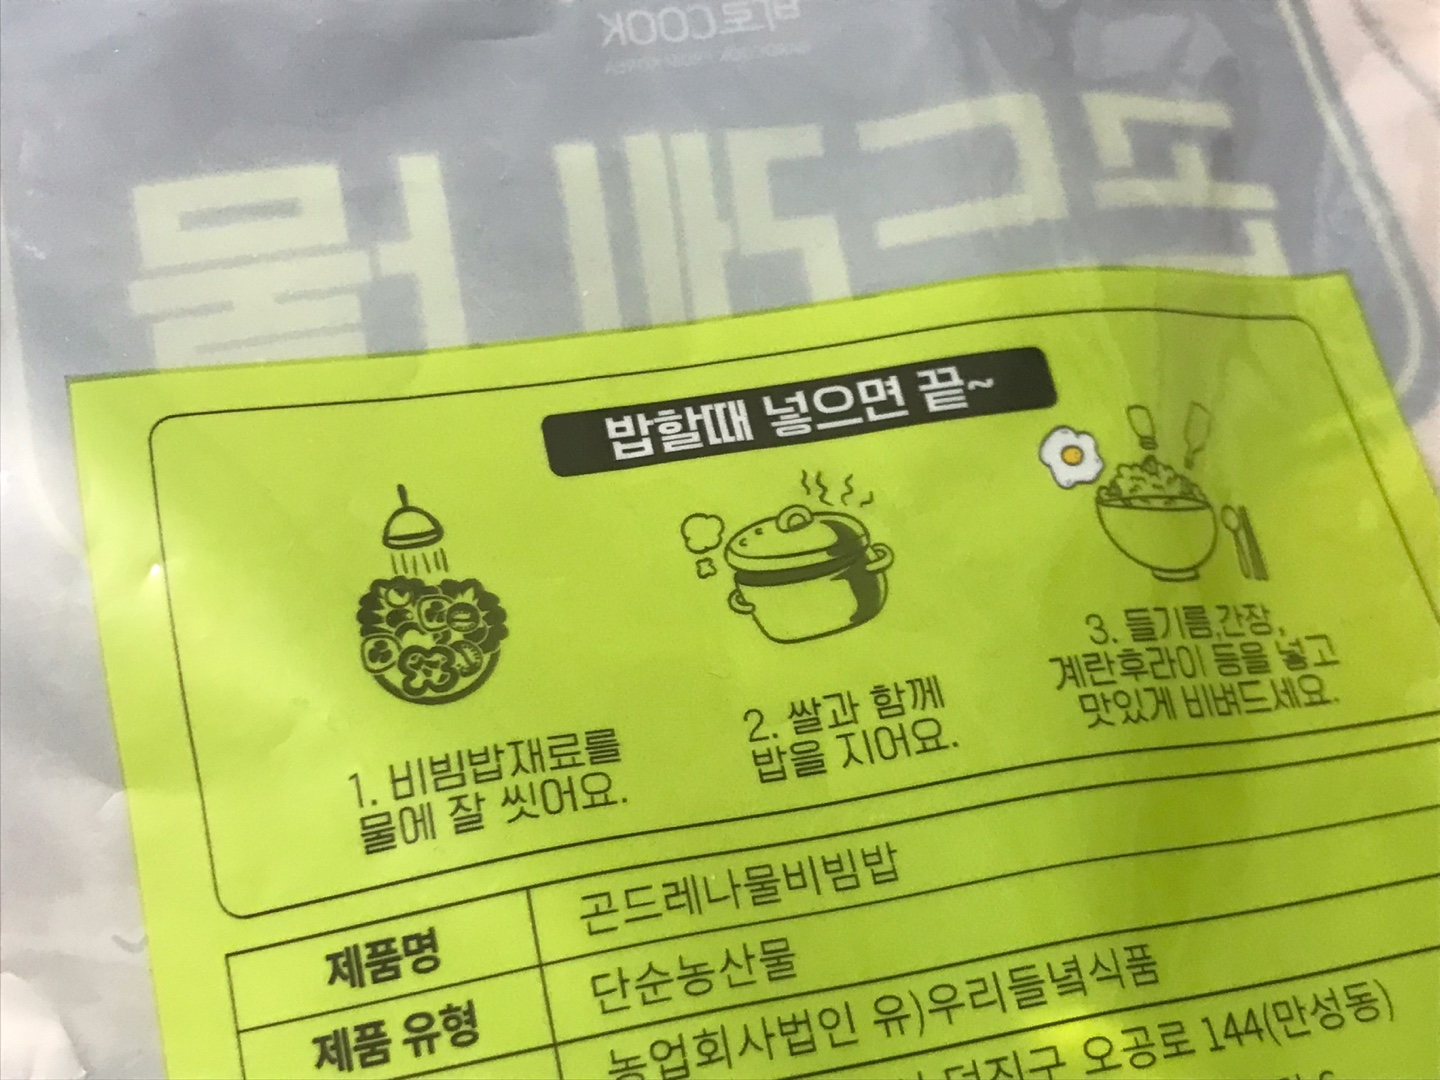 바로COOK
밥할때 넣으면 끝~
1. 비빔밥재료를
물에 잘 씻어요.
2. 쌀과 함께
밥을 지어요.
3. 들기름,간장,
계란후라이 등을 넣고
맛있게 비벼드세요.
제품명
곤드레나물비빔밥
제품 유형
단순농산물
농업회사법인 유)우리들녘식품
덕진구 오공로 144(만성동)